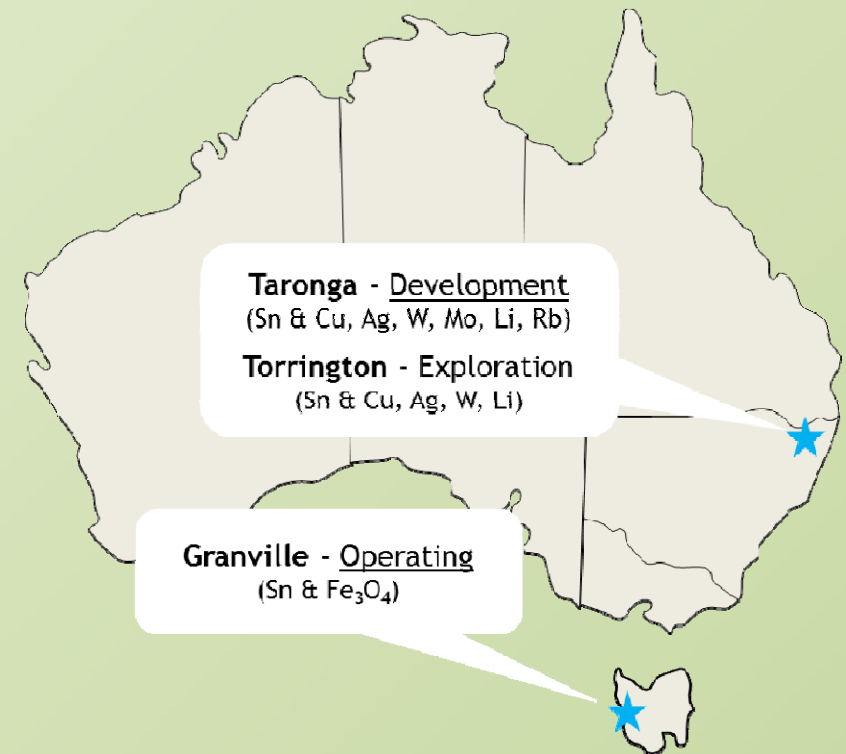 Taronga - Development
(Sn & Cu, Ag, W, Mo, Li, Rb)
Torrington - Exploration
(Sn & Cu, Ag, W, Li)
Granville - Operating
(Sn & Fe₃O₄)